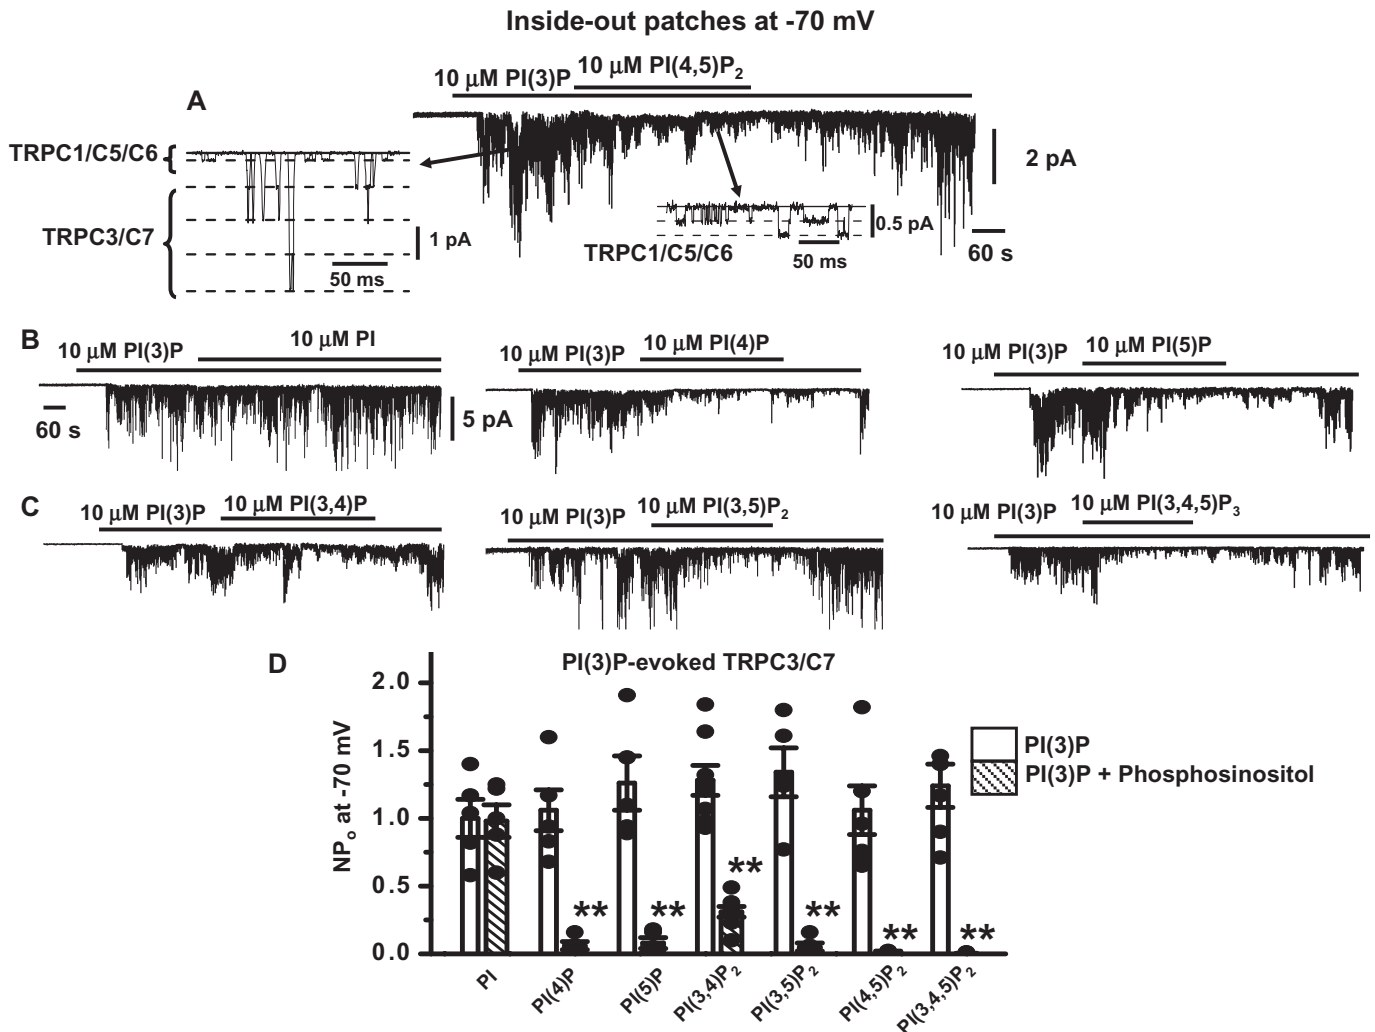 Inside-out patches at -70 mV
A
10 μM PI(3)P
10 μM PI(4,5)P₂
TRPC1/C5/C6
TRPC3/C7
1 pA
50 ms
TRPC1/C5/C6
0.5 pA
50 ms
2 pA
60 s
B
10 μM PI(3)P
10 μM PI
60 s
5 pA
10 μM PI(3)P
10 μM PI(4)P
10 μM PI(3)P
10 μM PI(5)P
C
10 μM PI(3)P
10 μM PI(3,4)P
10 μM PI(3)P
10 μM PI(3,5)P₂
10 μM PI(3)P
10 μM PI(3,4,5)P₃
D
PI(3)P-evoked TRPC3/C7
NPₒ at -70 mV
2.0
1.5
1.0
0.5
0.0
**
**
**
**
**
**
PI
PI(4)P
PI(5)P
PI(3,4)P₂
PI(3,5)P₂
PI(4,5)P₂
PI(3,4,5)P₂
PI(3)P
PI(3)P + Phosphosinositol